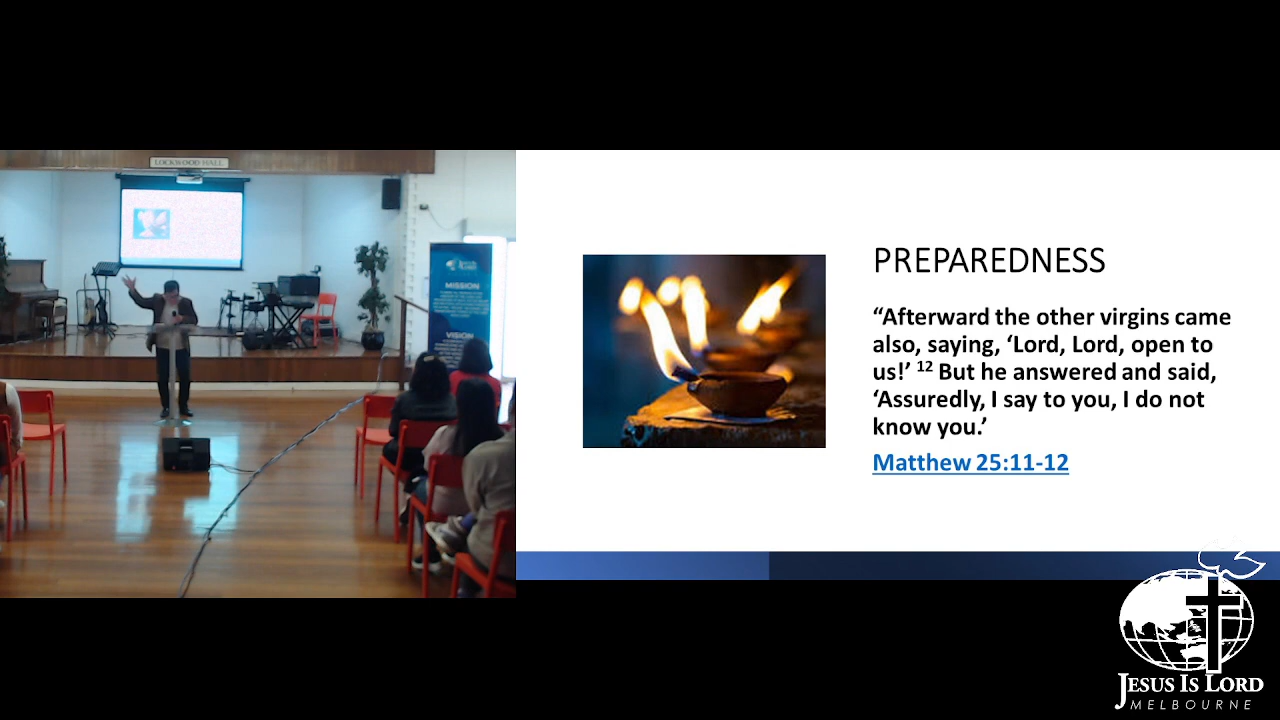 LOCKWOOD HALL
MISSION
VISION
PREPAREDNESS
“Afterward the other virgins came
also, saying, ‘Lord, Lord, open to
us!’ 12 But he answered and said,
‘Assuredly, I say to you, I do not
know you.’
Matthew 25:11-12
JESUS IS LORD
MELBOURNE